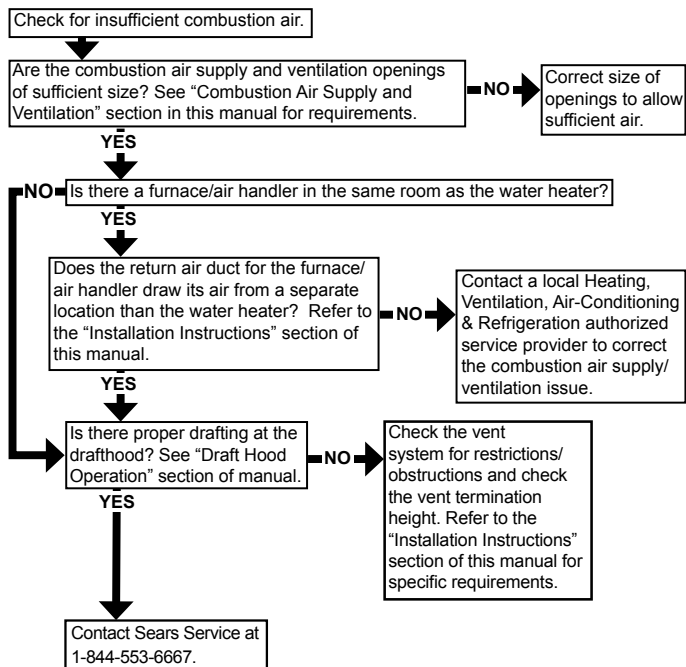 Check for insufficient combustion air.
Are the combustion air supply and ventilation openings
of sufficient size? See “Combustion Air Supply and
Ventilation” section in this manual for requirements.
NO
Correct size of
openings to allow
sufficient air.
YES
NO
Is there a furnace/air handler in the same room as the water heater?
YES
Does the return air duct for the furnace/
air handler draw its air from a separate
location than the water heater? Refer to
the “Installation Instructions” section of
this manual.
NO
Contact a local Heating,
Ventilation, Air-Conditioning
& Refrigeration authorized
service provider to correct
the combustion air supply/
ventilation issue.
YES
Is there proper drafting at the
drafthood? See “Draft Hood
Operation” section of manual.
NO
Check the vent
system for restrictions/
obstructions and check
the vent termination
height. Refer to the
“Installation Instructions”
section of this manual for
specific requirements.
YES
Contact Sears Service at
1-844-553-6667.